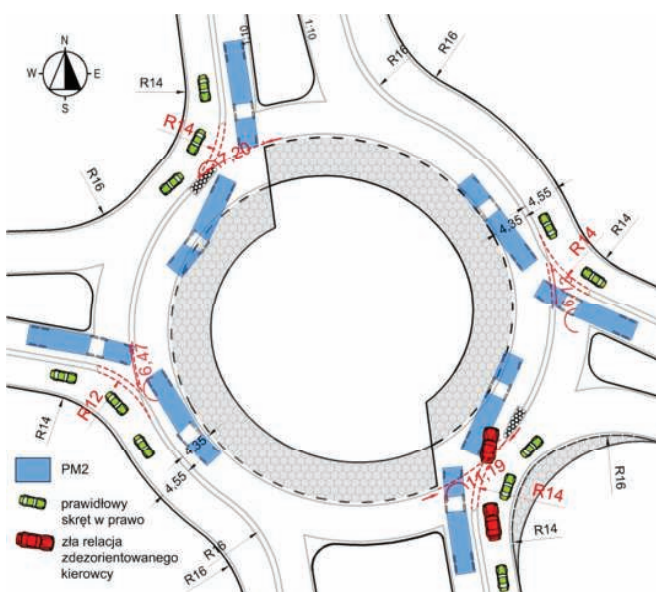 N
W E
S
1:10
1:10
R16
R16
R14
R14
17,20
R16
4,55
4,35
R14
R14
6,47
R12
R14
4,35
4,55
R16
R16
11,19
R14
R16
R14
PM2
prawidłowy
skręt w prawo
zła relacja
zdezorientowanego
kierowcy